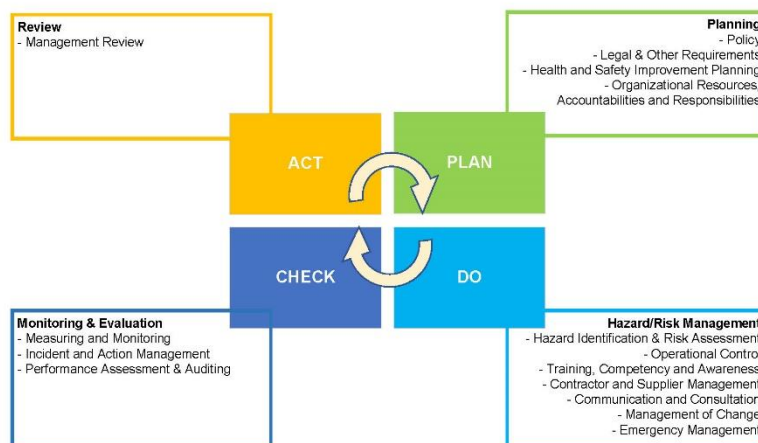 Review
- Management Review
Planning
- Policy
- Legal & Other Requirements
- Health and Safety Improvement Planning
- Organizational Resources,
Accountabilities and Responsibilities
ACT
PLAN
CHECK
DO
Monitoring & Evaluation
- Measuring and Monitoring
- Incident and Action Management
- Performance Assessment & Auditing
Hazard/Risk Management
- Hazard Identification & Risk Assessment
- Operational Control
- Training, Competency and Awareness
- Contractor and Supplier Management
- Communication and Consultation
- Management of Change
- Emergency Management